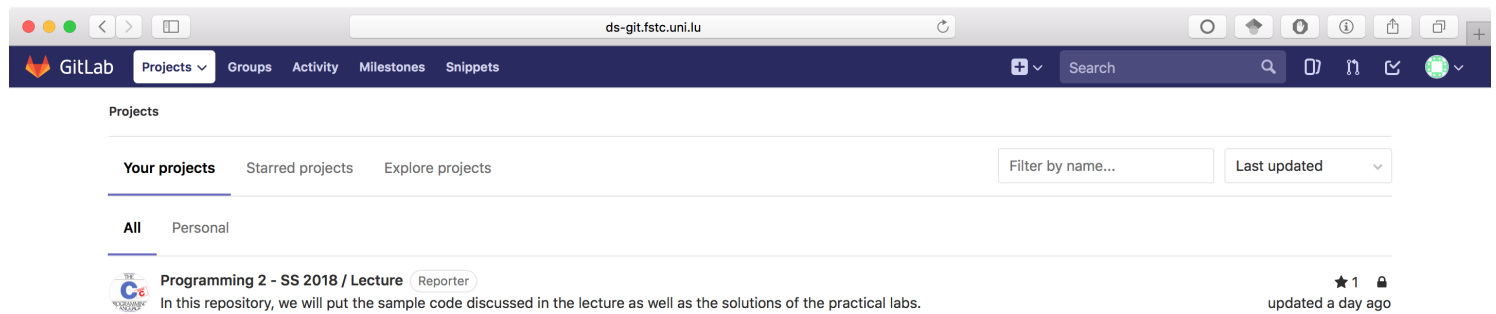 ds-git.fstc.uni.lu
GitLab Projects Groups Activity Milestones Snippets Search
Projects
Your projects Starred projects Explore projects Filter by name... Last updated
All Personal
Programming 2 - SS 2018 / Lecture Reporter 1
In this repository, we will put the sample code discussed in the lecture as well as the solutions of the practical labs. updated a day ago
THE
C
PROGRAMMING
LANGUAGE